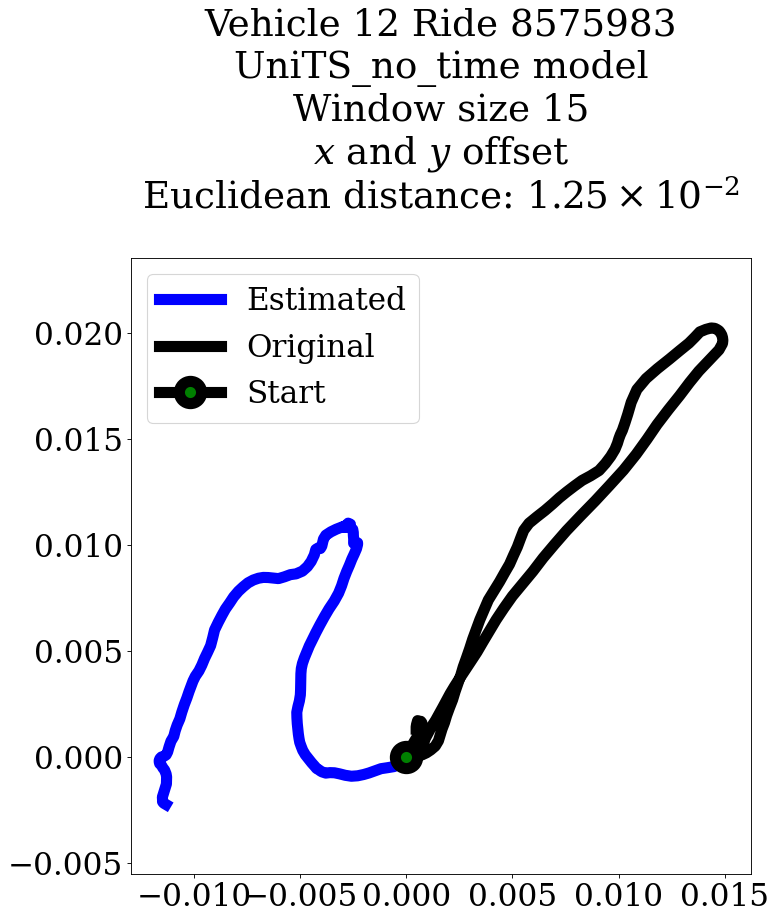 Vehicle 12 Ride 8575983
UniTS_no_time model
Window size 15
x and y offset
Euclidean distance: 1.25 × 10⁻²
Estimated
Original
Start
0.020
0.015
0.010
0.005
0.000
−0.005
−0.010 −0.005 0.000 0.005 0.010 0.015